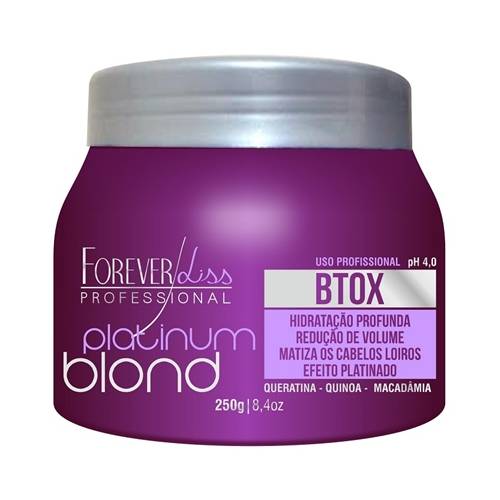 FOREVER liss
PROFESSIONAL
platinum
blond
250g | 8,4oz
USO PROFISSIONAL pH 4,0
BTOX
HIDRATAÇÃO PROFUNDA
REDUÇÃO DE VOLUME
MATIZA OS CABELOS LOIROS
EFEITO PLATINADO
QUERATINA - QUINOA - MACADÂMIA